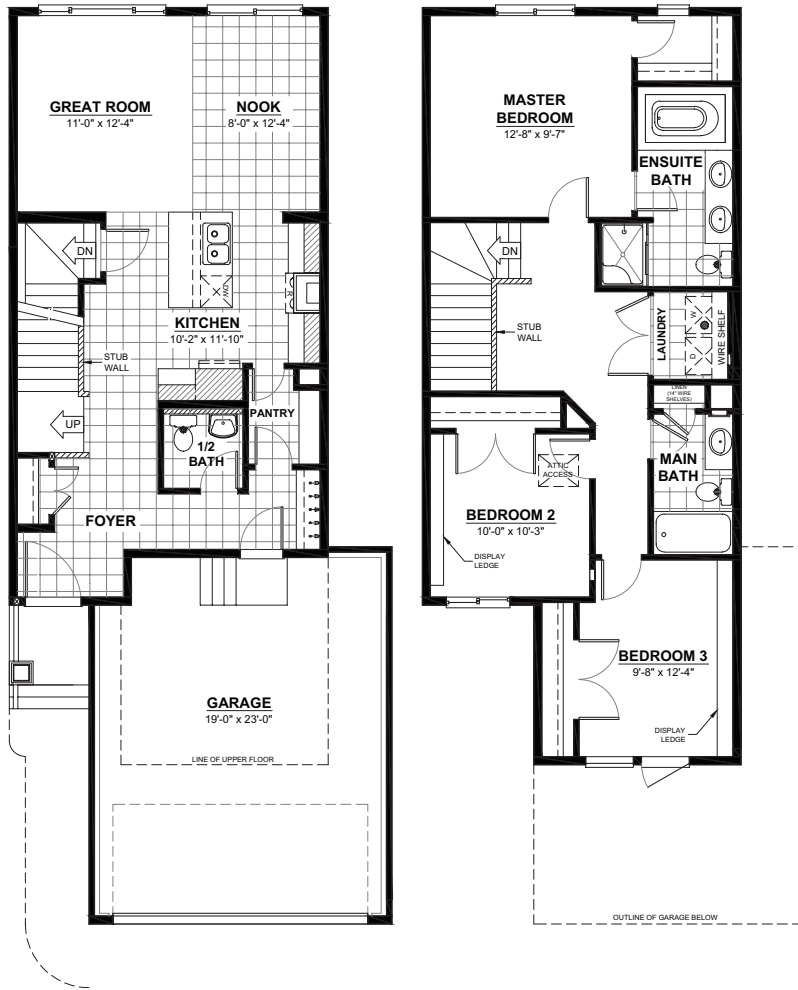 GREAT ROOM
11'-0" x 12'-4"
NOOK
8'-0" x 12'-4"
DN
DW
R
KITCHEN
10'-2" x 11'-10"
STUB
WALL
PANTRY
UP
1/2
BATH
FOYER
GARAGE
19'-0" x 23'-0"
LINE OF UPPER FLOOR
MASTER
BEDROOM
12'-8" x 9'-7"
ENSUITE
BATH
DN
STUB
WALL
LAUNDRY
W
D
WIRE SHELF
LINEN
(14" WIRE
SHELVES)
MAIN
BATH
ATTIC
ACCESS
BEDROOM 2
10'-0" x 10'-3"
DISPLAY
LEDGE
BEDROOM 3
9'-8" x 12'-4"
DISPLAY
LEDGE
OUTLINE OF GARAGE BELOW